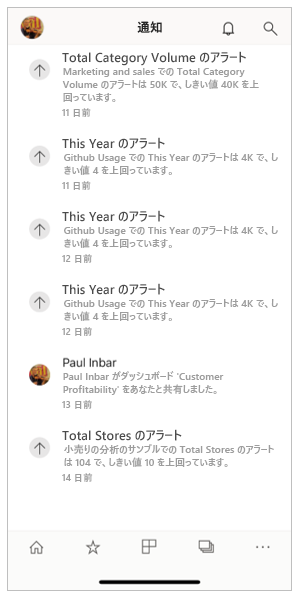 通知
Total Category Volume のアラート
Marketing and sales での Total Category
Volume のアラートは 50K で、しきい値 40K を上
回っています。
11 日前
This Year のアラート
Github Usage での This Year のアラートは 4K で、し
きい値 4 を上回っています。
11 日前
This Year のアラート
Github Usage での This Year のアラートは 4K で、し
きい値 4 を上回っています。
12 日前
This Year のアラート
Github Usage での This Year のアラートは 4K で、し
きい値 4 を上回っています。
12 日前
Paul Inbar
Paul Inbar がダッシュボード 'Customer
Profitability' をあなたと共有しました。
13 日前
Total Stores のアラート
小売りの分析のサンプルでの Total Stores のアラート
は 104 で、しきい値 10 を上回っています。
14 日前